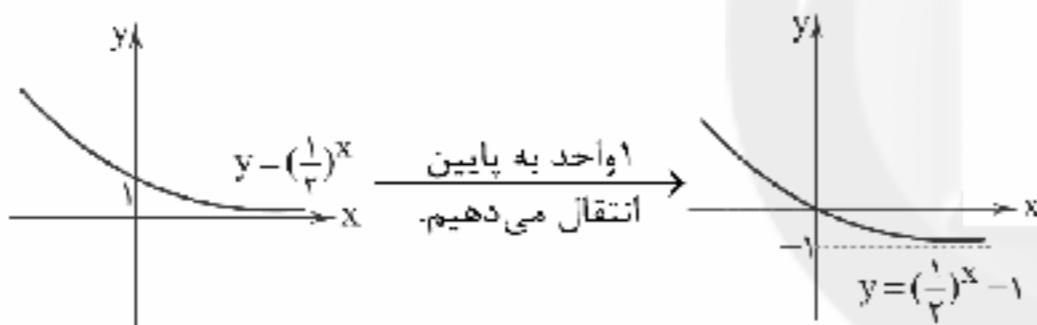 y
۱
y-(۱/۲)^x
x
۱واحد به پایین
انتقال می‌دهیم.
y
x
-۱
y=(۱/۲)^x -۱